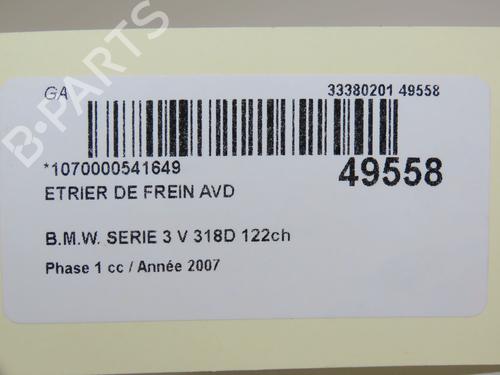 GA 33380201 49558
*1070000541649 49558
ETRIER DE FREIN AVD
B.M.W. SERIE 3 V 318D 122ch
Phase 1 cc / Année 2007
B-PARTS